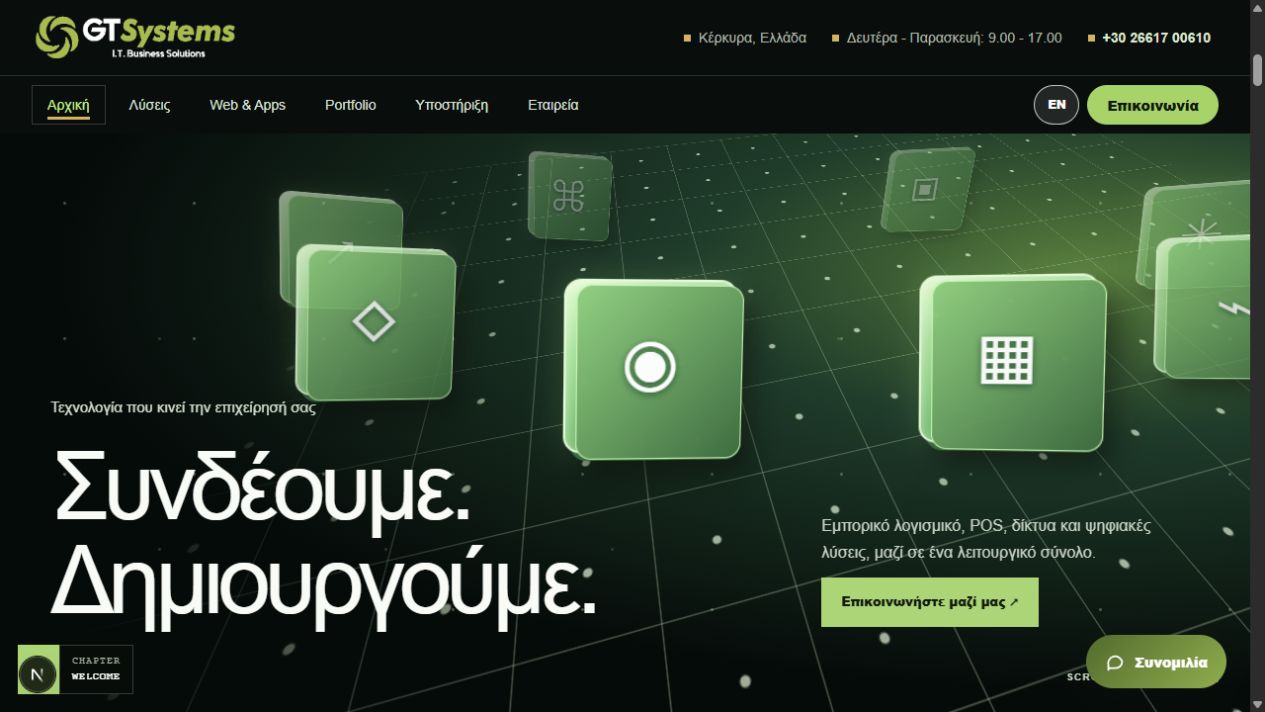 GTSystems
I.T. Business Solutions
Κέρκυρα, Ελλάδα
Δευτέρα - Παρασκευή: 9.00 - 17.00
+30 26617 00610
Αρχική
Λύσεις
Web & Apps
Portfolio
Υποστήριξη
Εταιρεία
EN
Επικοινωνία
Τεχνολογία που κινεί την επιχείρησή σας
Συνδέουμε.
Δημιουργούμε.
Εμπορικό λογισμικό, POS, δίκτυα και ψηφιακές
λύσεις, μαζί σε ένα λειτουργικό σύνολο.
Επικοινωνήστε μαζί μας ↗
N
CHAPTER
WELCOME
Συνομιλία